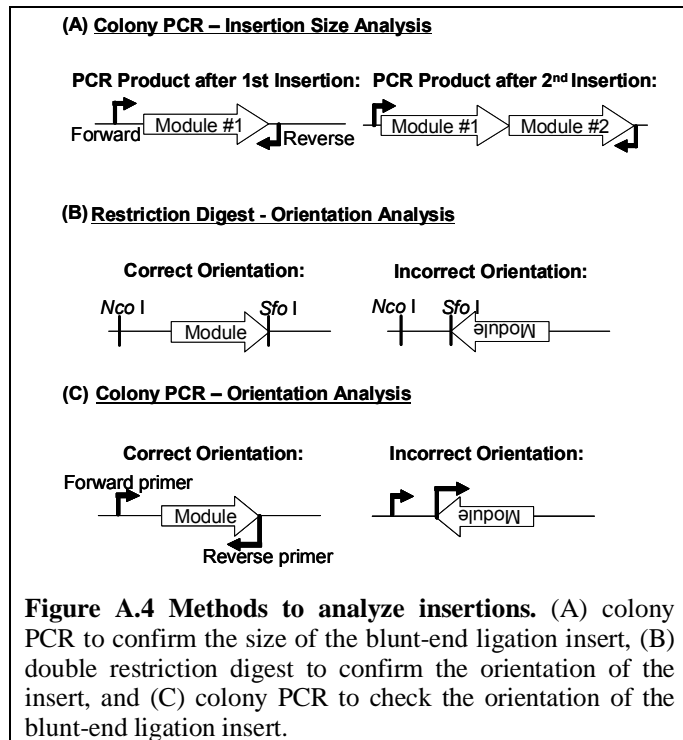 (A) Colony PCR – Insertion Size Analysis
PCR Product after 1st Insertion: PCR Product after 2nd Insertion:
Forward Module #1 Reverse Module #1 Module #2
(B) Restriction Digest - Orientation Analysis
Correct Orientation: Incorrect Orientation:
Nco I Sfo I Nco I Sfo I
Module Module
(C) Colony PCR – Orientation Analysis
Correct Orientation: Incorrect Orientation:
Forward primer
Module Module
Reverse primer
Figure A.4 Methods to analyze insertions. (A) colony
PCR to confirm the size of the blunt-end ligation insert, (B)
double restriction digest to confirm the orientation of the
insert, and (C) colony PCR to check the orientation of the
blunt-end ligation insert.